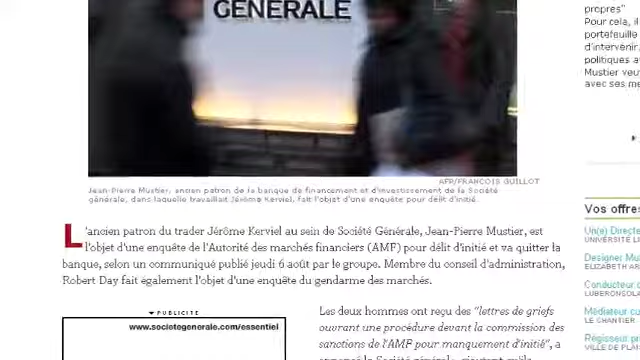 GENERALE
AFP/FRANÇOIS GUILLOT
Jean-Pierre Mustier, ancien patron de la banque de financement et d'investissement de la Société
générale, dans laquelle travaillait Jérôme Kerviel, fait l'objet d'une enquête pour délit d'initié.
L'ancien patron du trader Jérôme Kerviel au sein de Société Générale, Jean-Pierre Mustier, est
l'objet d'une enquête de l'Autorité des marchés financiers (AMF) pour délit d'initié et va quitter la
banque, selon un communiqué publié jeudi 6 août par le groupe. Membre du conseil d'administration,
Robert Day fait également l'objet d'une enquête du gendarme des marchés.
PUBLICITE
www.societegenerale.com/essentiel
Les deux hommes ont reçu des "lettres de griefs
ouvrant une procédure devant la commission des
sanctions de l'AMF pour manquement d'initié", a
propres"
Pour cela, il
portefeuille
d'intervenir
politiques a
Mustier veu
avec ses me
Vos offres
Un(e) Directe
UNIVERSITE L
Designer Mu
ELIZABETH AR
Conducteur c
LUBERONSOLA
Médiateur cu
LE CHANTIER
Régisseur pr
VILLE DE PLAI